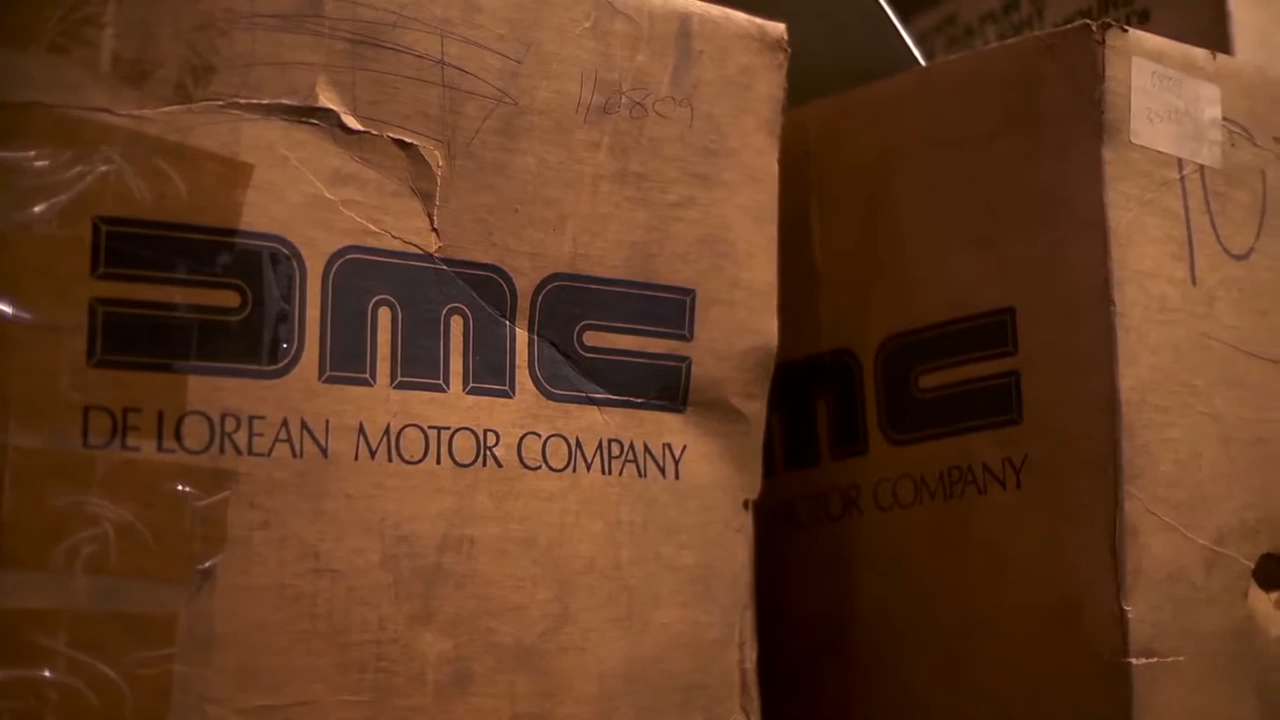 110809
DMC
DE LOREAN MOTOR COMPANY
MC
MOTOR COMPANY
10